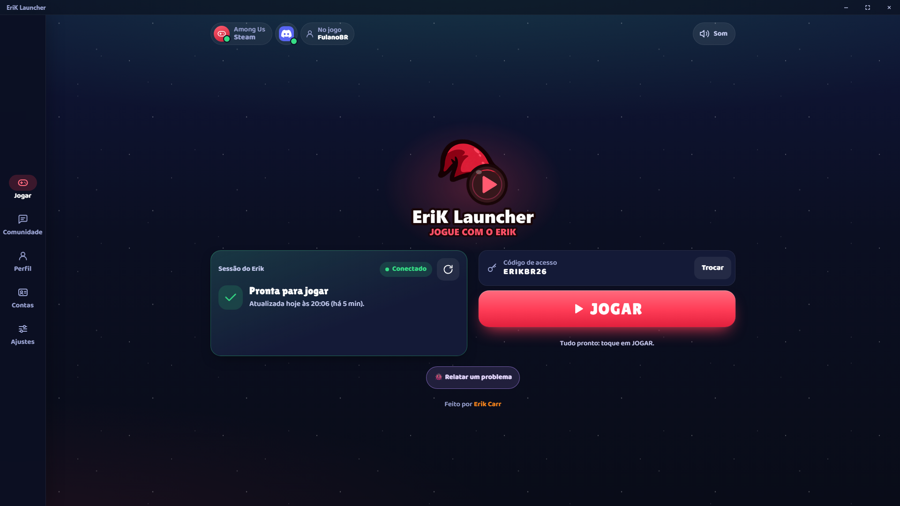 EriK Launcher
Among Us
Steam
No jogo
FulanoBR
Som
Jogar
Comunidade
Perfil
Contas
Ajustes
EriK Launcher
JOGUE COM O ERIK
Sessão do Erik
Conectado
Pronta para jogar
Atualizada hoje às 20:06 (há 5 min).
Código de acesso
ERIKBR26
Trocar
JOGAR
Tudo pronto: toque em JOGAR.
Relatar um problema
Feito por Erik Carr